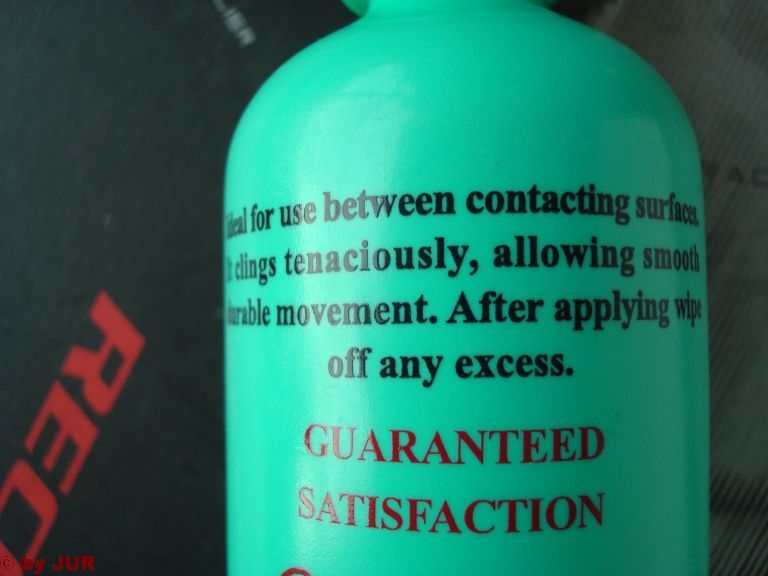 Ideal for use between contacting surfaces.
It clings tenaciously, allowing smooth
durable movement. After applying wipe
off any excess.
GUARANTEED
SATISFACTION
REC
© by JUR